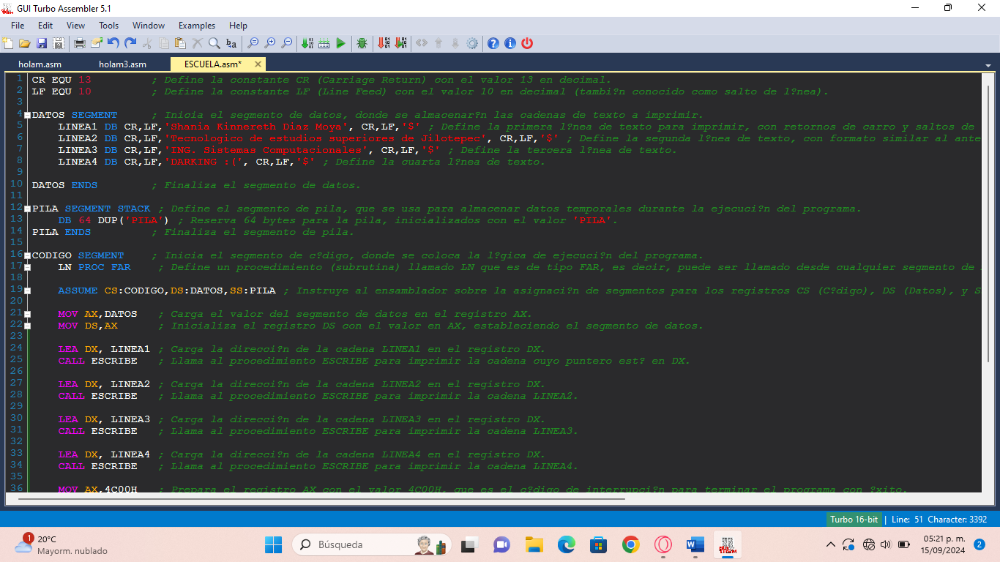 GUI Turbo Assembler 5.1
File Edit View Tools Window Examples Help
holam.asm holam3.asm ESCUELA.asm*
1 CR EQU 13 ; Define la constante CR (Carriage Return) con el valor 13 en decimal.
2 LF EQU 10 ; Define la constante LF (Line Feed) con el valor 10 en decimal (tambi?n conocido como salto de l?nea).
3
4 DATOS SEGMENT ; Inicia el segmento de datos, donde se almacenar?n las cadenas de texto a imprimir.
5 LINEA1 DB CR,LF,'Shania Kinnereth Diaz Moya', CR,LF,'$' ; Define la primera l?nea de texto para imprimir, con retornos de carro y saltos de
6 LINEA2 DB CR,LF,'Tecnologico de estudios superiores de Jilotepec', CR,LF,'$' ; Define la segunda l?nea de texto, con formato similar al ante
7 LINEA3 DB CR,LF,'ING. Sistemas Computacionales', CR,LF,'$' ; Define la tercera l?nea de texto.
8 LINEA4 DB CR,LF,'DARKING :(', CR,LF,'$' ; Define la cuarta l?nea de texto.
9
10 DATOS ENDS ; Finaliza el segmento de datos.
11
12 PILA SEGMENT STACK ; Define el segmento de pila, que se usa para almacenar datos temporales durante la ejecuci?n del programa.
13 DB 64 DUP('PILA') ; Reserva 64 bytes para la pila, inicializados con el valor 'PILA'.
14 PILA ENDS ; Finaliza el segmento de pila.
15
16 CODIGO SEGMENT ; Inicia el segmento de c?digo, donde se coloca la l?gica de ejecuci?n del programa.
17 LN PROC FAR ; Define un procedimiento (subrutina) llamado LN que es de tipo FAR, es decir, puede ser llamado desde cualquier segmento de
18
19 ASSUME CS:CODIGO,DS:DATOS,SS:PILA ; Instruye al ensamblador sobre la asignaci?n de segmentos para los registros CS (C?digo), DS (Datos), y S
20
21 MOV AX,DATOS ; Carga el valor del segmento de datos en el registro AX.
22 MOV DS,AX ; Inicializa el registro DS con el valor en AX, estableciendo el segmento de datos.
23
24 LEA DX, LINEA1 ; Carga la direcci?n de la cadena LINEA1 en el registro DX.
25 CALL ESCRIBE ; Llama al procedimiento ESCRIBE para imprimir la cadena cuyo puntero est? en DX.
26
27 LEA DX, LINEA2 ; Carga la direcci?n de la cadena LINEA2 en el registro DX.
28 CALL ESCRIBE ; Llama al procedimiento ESCRIBE para imprimir la cadena LINEA2.
29
30 LEA DX, LINEA3 ; Carga la direcci?n de la cadena LINEA3 en el registro DX.
31 CALL ESCRIBE ; Llama al procedimiento ESCRIBE para imprimir la cadena LINEA3.
32
33 LEA DX, LINEA4 ; Carga la direcci?n de la cadena LINEA4 en el registro DX.
34 CALL ESCRIBE ; Llama al procedimiento ESCRIBE para imprimir la cadena LINEA4.
35
36 MOV AX,4C00H ; Prepara el registro AX con el valor 4C00H, que es el c?digo de interrupci?n para terminar el programa con ?xito.
Turbo 16-bit | Line: 51 Character: 3392
1 20°C
Mayorm. nublado
Búsqueda
05:21 p. m.
15/09/2024
2